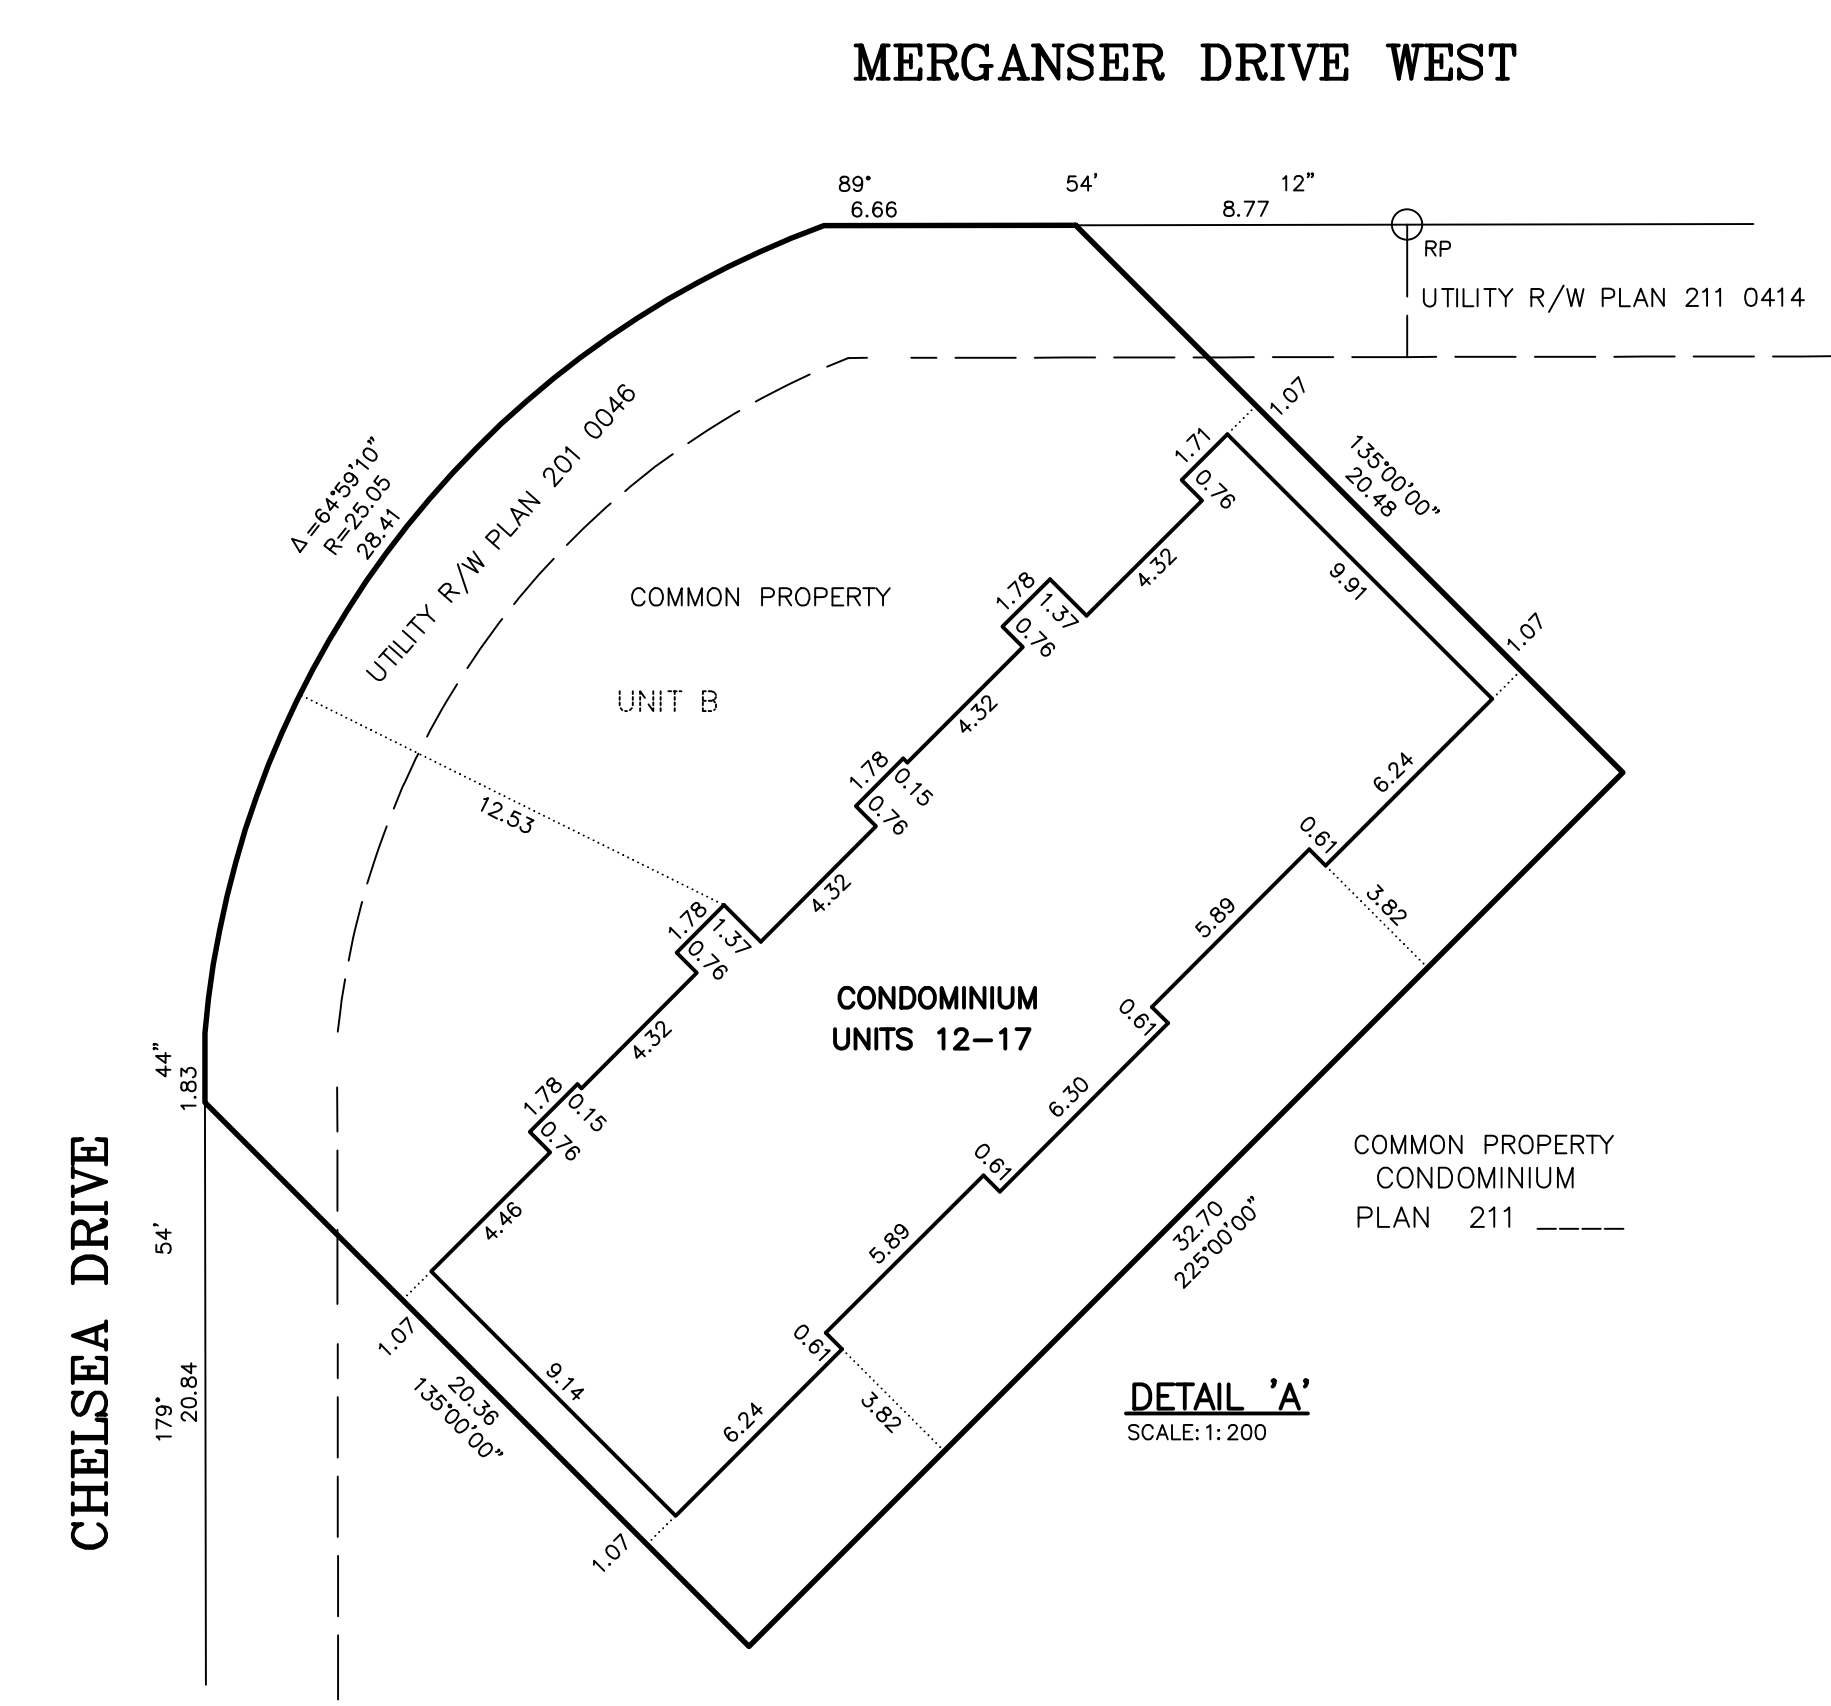 MERGANSER DRIVE WEST
89° 54' 12"
6.66
8.77
RP
UTILITY R/W PLAN 211 0414
1.07
1.71
0.76
135°00'00"
20.48
UTILITY R/W PLAN 201 0046
Δ=64°59'10"
R=25.05
28.41
4.32
9.91
1.78
1.37
0.76
COMMON PROPERTY
UNIT B
1.07
4.32
1.78
0.15
0.76
6.24
12.53
0.61
4.32
1.78
1.37
0.76
3.82
5.89
CONDOMINIUM
UNITS 12-17
0.61
4.32
1.78
0.15
0.76
6.30
179° 54' 44"
1.83
20.84
CHELSEA DRIVE
COMMON PROPERTY
CONDOMINIUM
PLAN 211 ____
0.61
4.46
5.89
32.70
225°00'00"
1.07
0.61
9.14
20.36
135°00'00"
6.24
3.82
DETAIL 'A'
SCALE: 1: 200
1.07